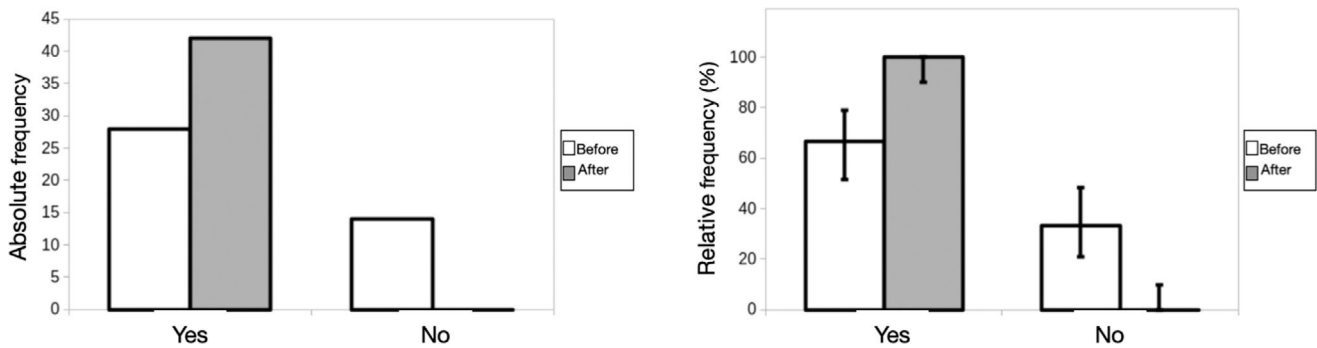 Absolute frequency
45
40
35
30
25
20
15
10
5
0
Yes
No
Before
After
Relative frequency (%)
100
80
60
40
20
0
Yes
No
Before
After